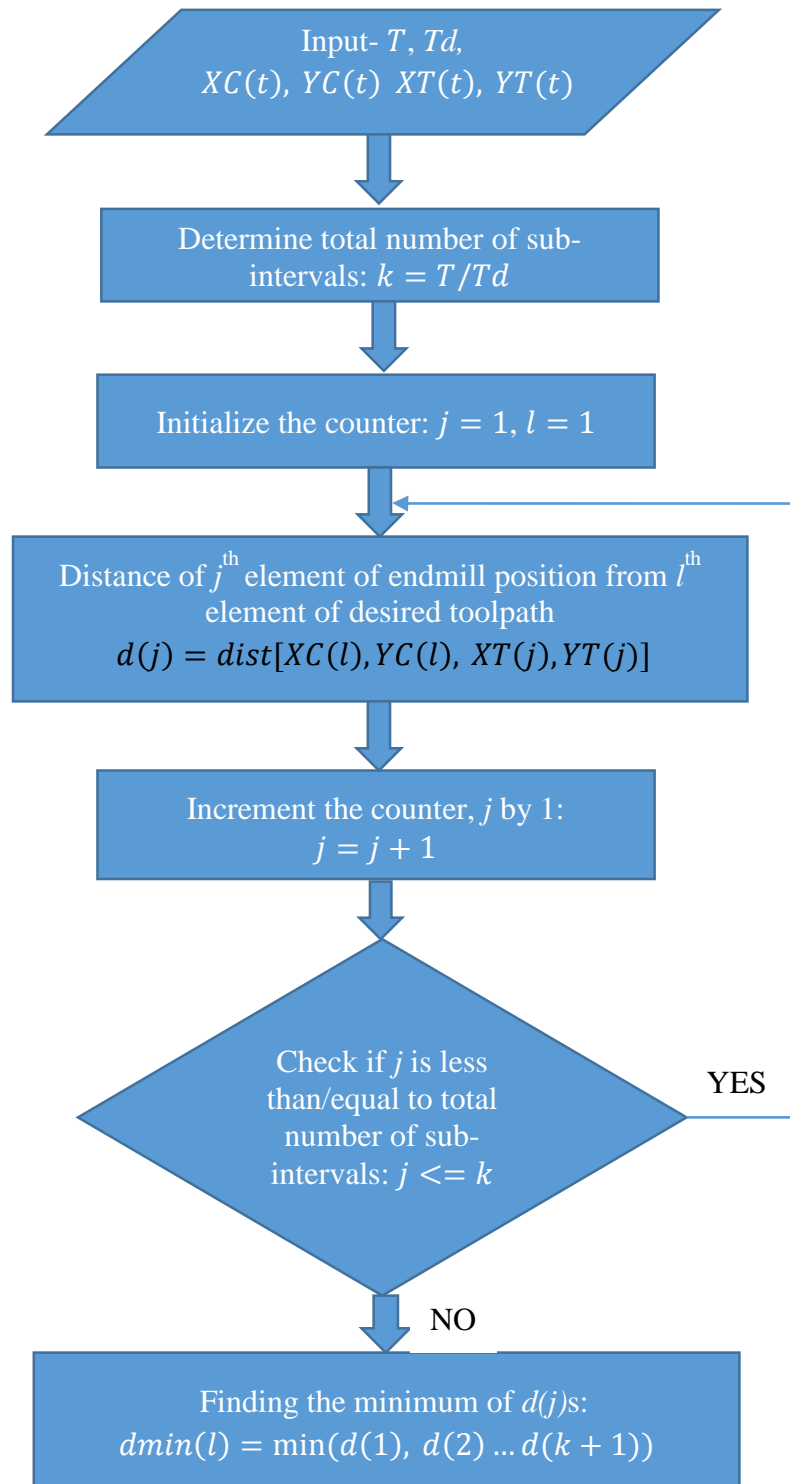 Input- T, Td,
XC(t), YC(t) XT(t), YT(t)
Determine total number of sub-
intervals: k = T/Td
Initialize the counter: j = 1, l = 1
Distance of jth element of endmill position from lth
element of desired toolpath
d(j) = dist[XC(l), YC(l), XT(j), YT(j)]
Increment the counter, j by 1:
j = j + 1
Check if j is less
than/equal to total
number of sub-
intervals: j <= k
YES
NO
Finding the minimum of d(j)s:
dmin(l) = min(d(1), d(2) … d(k + 1))